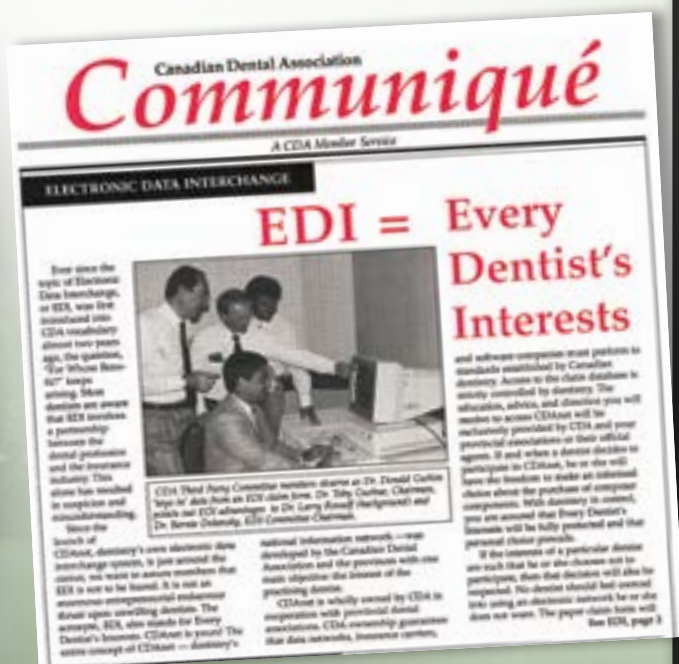 Canadian Dental Association
Communiqué
A CDA Member Service
ELECTRONIC DATA INTERCHANGE
EDI = Every
Dentist's
Interests
Ever since the
topic of Electronic
Data Interchange,
or EDI, was first
introduced into
CDA vocabulary
almost two years
ago, the question,
"For Whose Bene-
fit?" keeps
arising. Most
dentists are aware
that EDI involves
a partnership
between the
dental profession
and the insurance
industry. This
alone has resulted
in suspicion and
misunderstanding.
Since the
launch of
CDAnet, dentistry's own electronic data
interchange system, is just around the
corner, we want to assure members that
EDI is not to be feared. It is not an
thrust upon unwilling dentists. The
acronym, EDI, also stands for Every
Dentist's Interests. CDAnet is yours! The
entire concept of CDAnet — dentistry's
CDA Third Party Committee members observe as Dr. Donald
"keys in" data from an EDI claim form. Dr. Toby Gushue, Chairman,
points out EDI advantages to Dr. Larry Rossoff (background) and
Dr. Bernie Dolansky, EDI Committee Chairman.
national information network — was
developed by the Canadian Dental
Association and the provinces with one
main objective: the interest of the
practising dentist.
CDAnet is wholly owned by CDA in
cooperation with provincial dental
associations. CDA ownership guarantees
that data networks, insurance carriers,
and software companies must perform to
standards established by Canadian
dentistry. Access to the claim database is
strictly controlled by dentistry. The
education, advice, and direction you will
receive to access CDAnet will be
exclusively provided by CDA and your
provincial associations or their official
agents. If and when a dentist decides to
participate in CDAnet, he or she will
have the freedom to make an informed
choice about the purchase of computer
components. With dentistry in control,
you are assured that Every Dentist's
Interests will be fully protected and that
personal choice prevails.
If the interests of a particular dentist
are such that he or she chooses not to
participate, then that decision will also be
respected. No dentist should feel coerced
into using an electronic network he or she
does not want. The paper claim form will
See EDI, page 2